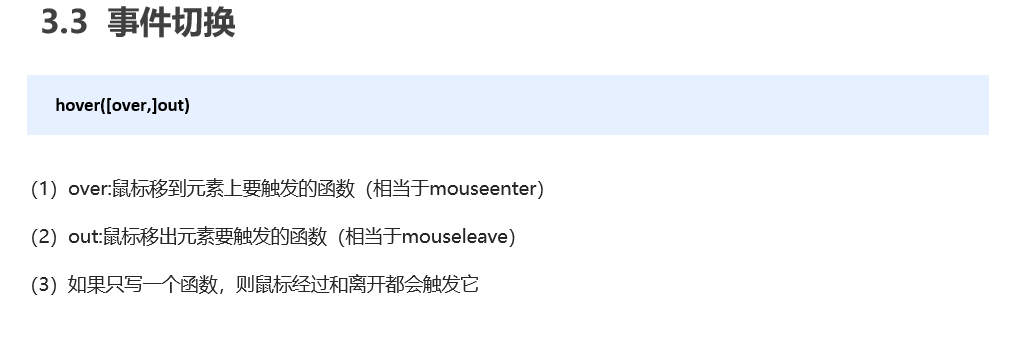 3.3 事件切换
hover([over,]out)
（1）over:鼠标移到元素上要触发的函数（相当于mouseenter）
（2）out:鼠标移出元素要触发的函数（相当于mouseleave）
（3）如果只写一个函数，则鼠标经过和离开都会触发它